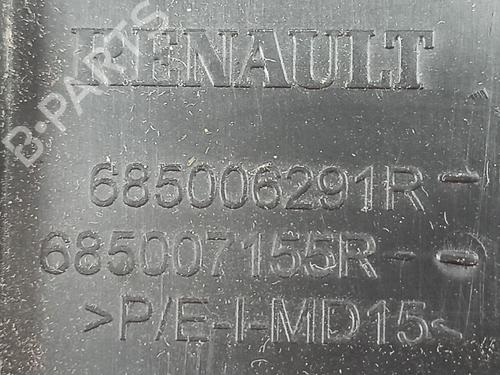 B-PARTS
RENAULT
685006291R-
685007155R-
>P/E-I-MD15<